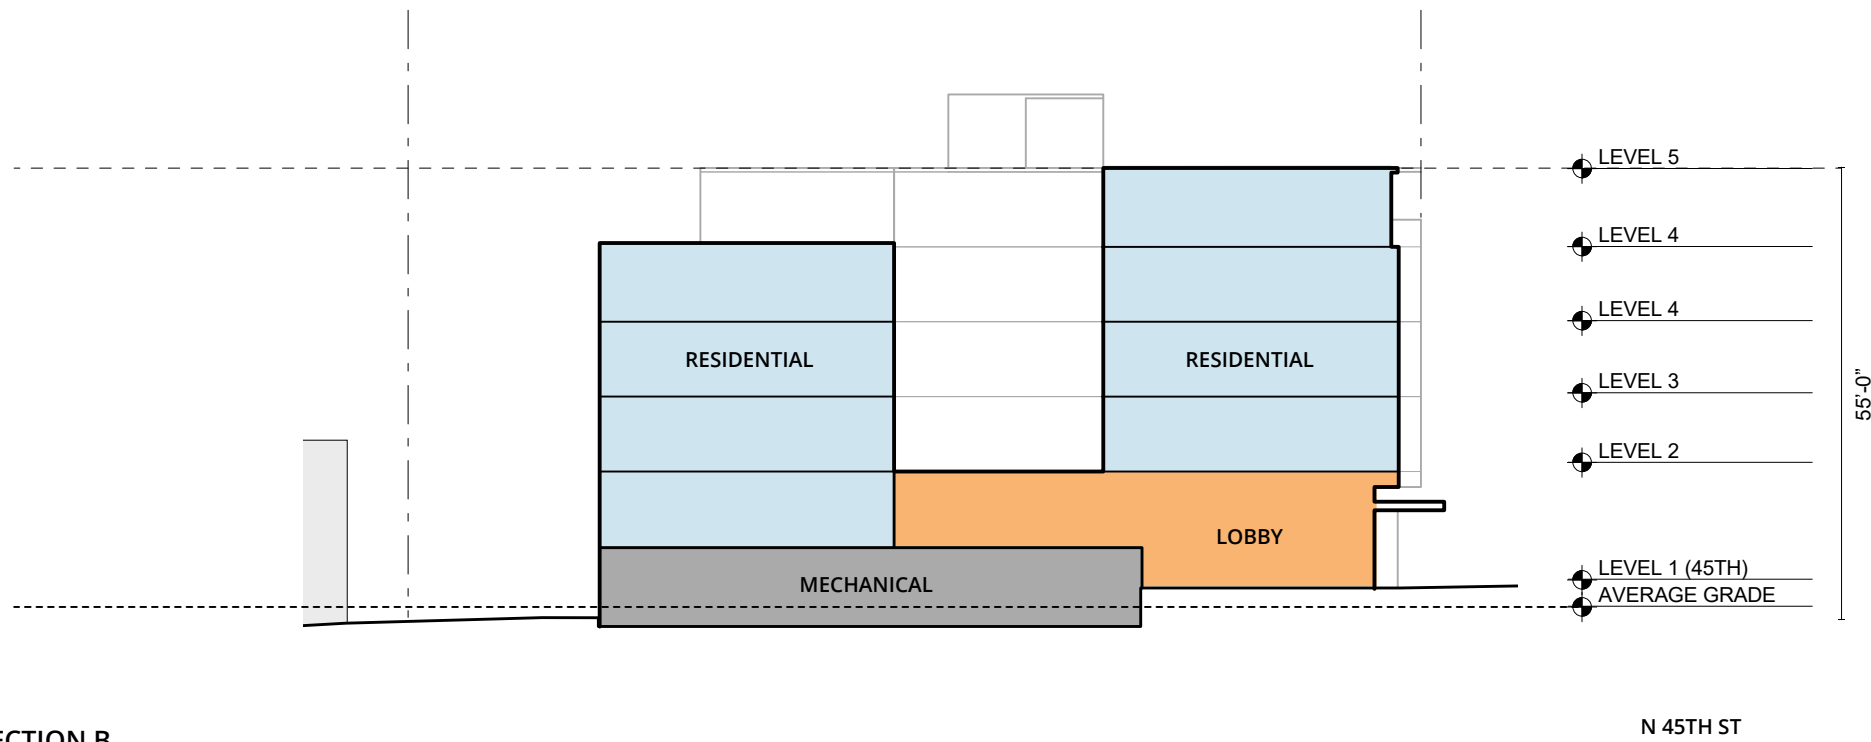 LEVEL 5
LEVEL 4
LEVEL 4
RESIDENTIAL RESIDENTIAL
LEVEL 3
55'-0"
LEVEL 2
LOBBY
LEVEL 1 (45TH)
MECHANICAL
AVERAGE GRADE
N 45TH ST
ECTION B